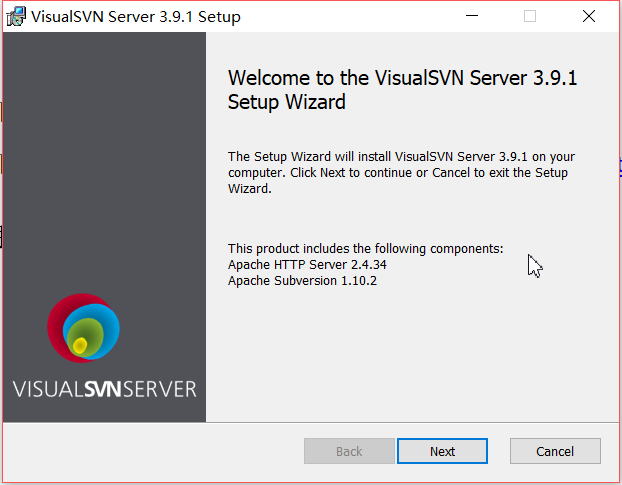 VisualSVN Server 3.9.1 Setup
Welcome to the VisualSVN Server 3.9.1
Setup Wizard
The Setup Wizard will install VisualSVN Server 3.9.1 on your
computer. Click Next to continue or Cancel to exit the Setup
Wizard.
This product includes the following components:
Apache HTTP Server 2.4.34
Apache Subversion 1.10.2
VISUALSVNSERVER
Back
Next
Cancel